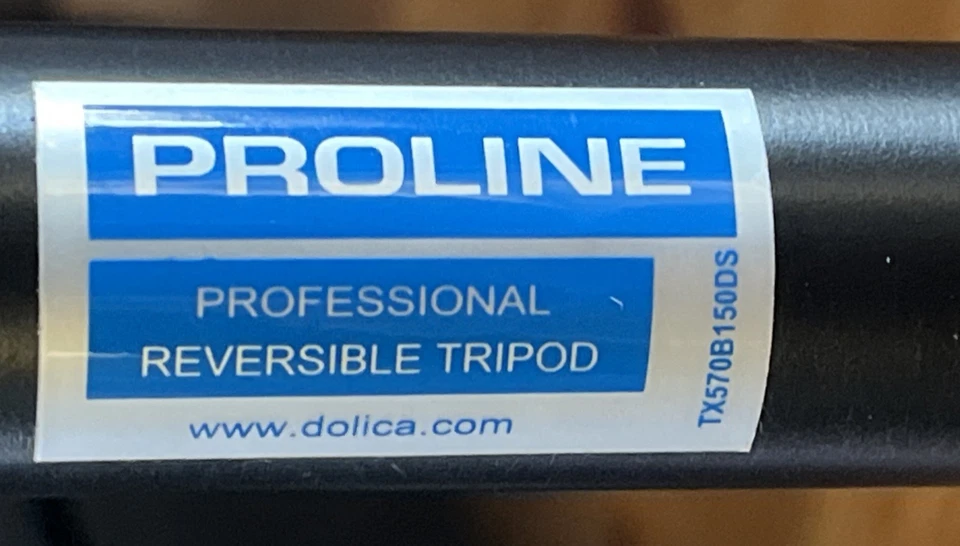 PROLINE
PROFESSIONAL
REVERSIBLE TRIPOD
www.dolica.com
TX570B150DS